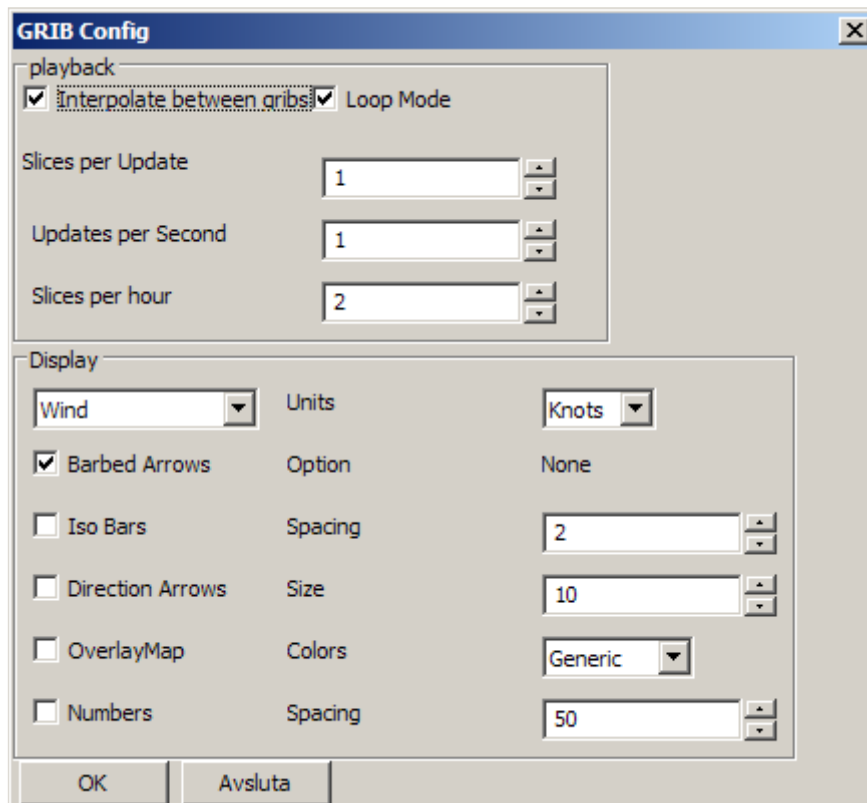 GRIB Config
playback
Interpolate between gribs Loop Mode
Slices per Update 1
Updates per Second 1
Slices per hour 2
Display
Wind Units Knots
Barbed Arrows Option None
Iso Bars Spacing 2
Direction Arrows Size 10
OverlayMap Colors Generic
Numbers Spacing 50
OK Avsluta